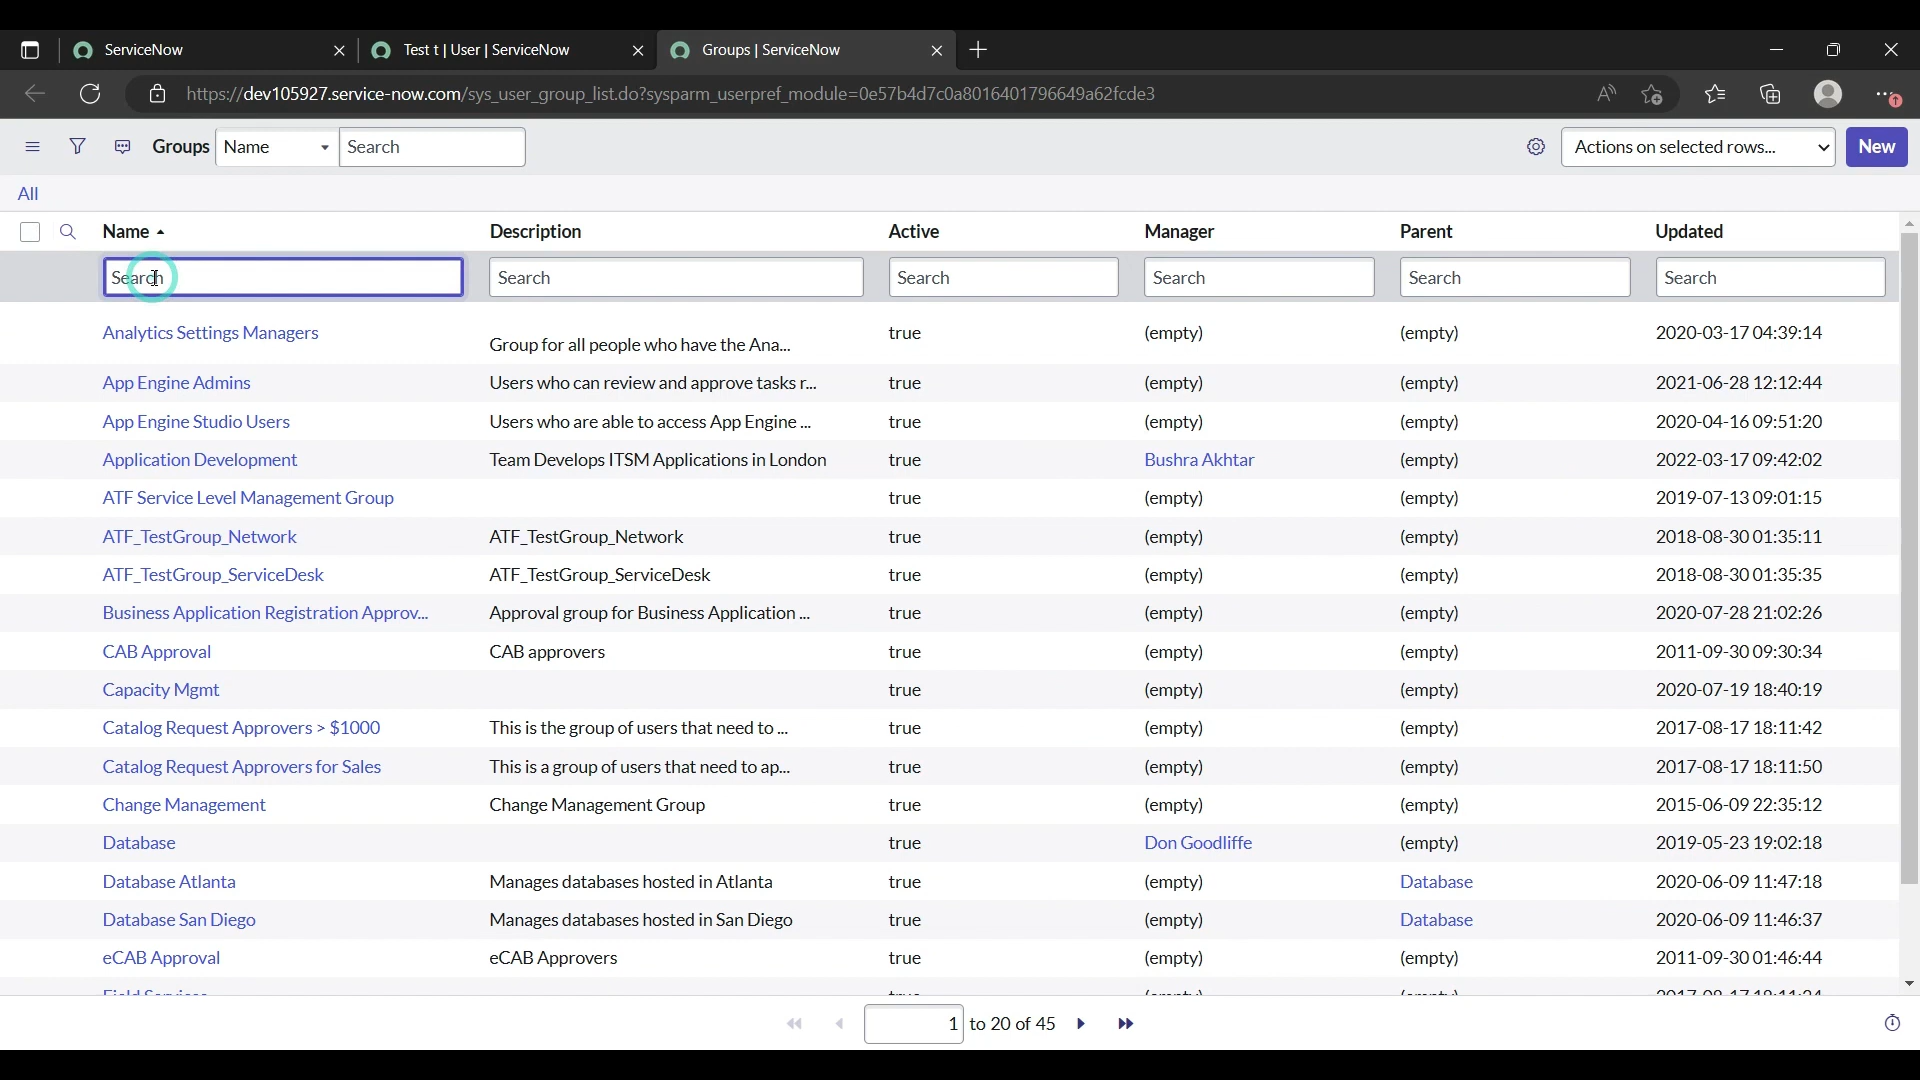 ServiceNow
Test t | User | ServiceNow
Groups | ServiceNow
https://dev105927.service-now.com/sys_user_group_list.do?sysparm_userpref_module=0e57b4d7c0a8016401796649a62fcde3
Groups Name Search Actions on selected rows... New
All
Name Description Active Manager Parent Updated
Search Search Search Search Search Search
Analytics Settings Managers Group for all people who have the Ana... true (empty) (empty) 2020-03-17 04:39:14
App Engine Admins Users who can review and approve tasks r... true (empty) (empty) 2021-06-28 12:12:44
App Engine Studio Users Users who are able to access App Engine ... true (empty) (empty) 2020-04-16 09:51:20
Application Development Team Develops ITSM Applications in London true Bushra Akhtar (empty) 2022-03-17 09:42:02
ATF Service Level Management Group true (empty) (empty) 2019-07-13 09:01:15
ATF_TestGroup_Network ATF_TestGroup_Network true (empty) (empty) 2018-08-30 01:35:11
ATF_TestGroup_ServiceDesk ATF_TestGroup_ServiceDesk true (empty) (empty) 2018-08-30 01:35:35
Business Application Registration Approv... Approval group for Business Application ... true (empty) (empty) 2020-07-28 21:02:26
CAB Approval CAB approvers true (empty) (empty) 2011-09-30 09:30:34
Capacity Mgmt true (empty) (empty) 2020-07-19 18:40:19
Catalog Request Approvers > $1000 This is the group of users that need to ... true (empty) (empty) 2017-08-17 18:11:42
Catalog Request Approvers for Sales This is a group of users that need to ap... true (empty) (empty) 2017-08-17 18:11:50
Change Management Change Management Group true (empty) (empty) 2015-06-09 22:35:12
Database true Don Goodliffe (empty) 2019-05-23 19:02:18
Database Atlanta Manages databases hosted in Atlanta true (empty) Database 2020-06-09 11:47:18
Database San Diego Manages databases hosted in San Diego true (empty) Database 2020-06-09 11:46:37
eCAB Approval eCAB Approvers true (empty) (empty) 2011-09-30 01:46:44
1 to 20 of 45